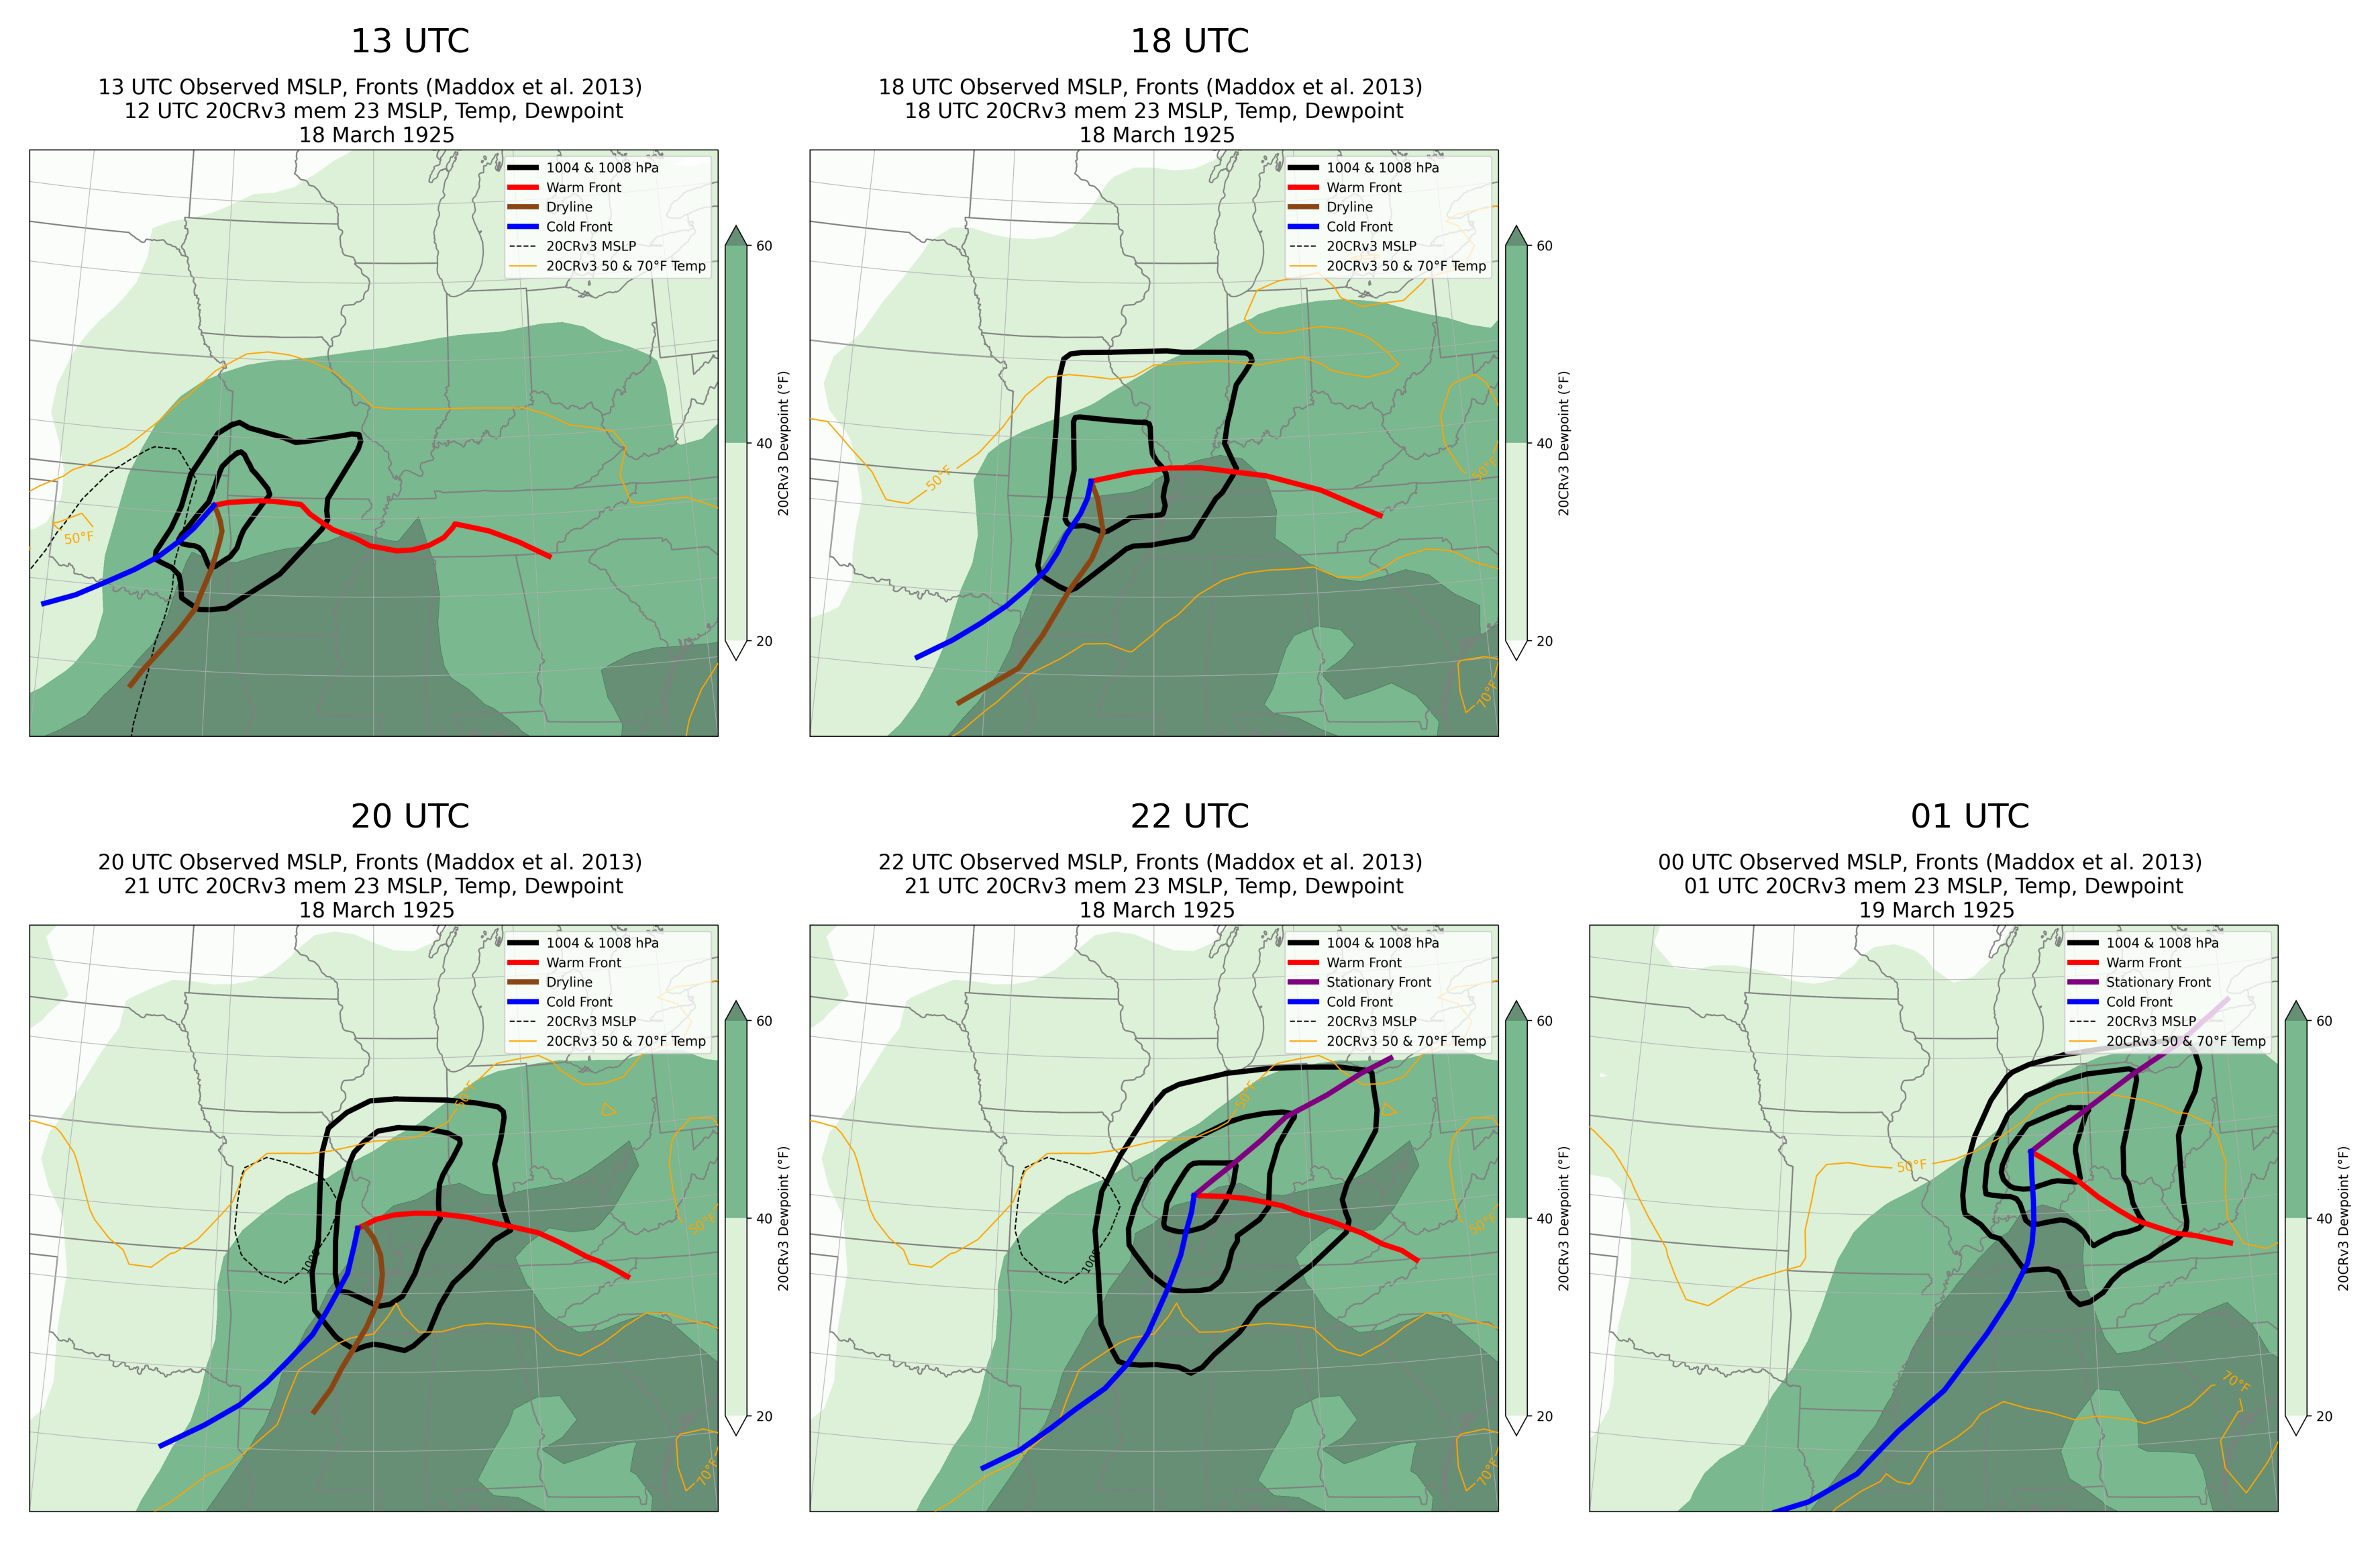 13 UTC
13 UTC Observed MSLP, Fronts (Maddox et al. 2013)
12 UTC 20CRv3 mem 23 MSLP, Temp, Dewpoint
18 March 1925
1004 & 1008 hPa
Warm Front
Dryline
Cold Front
20CRv3 MSLP
20CRv3 50 & 70°F Temp
50°F
60
40
20
20CRv3 Dewpoint (°F)
18 UTC
18 UTC Observed MSLP, Fronts (Maddox et al. 2013)
18 UTC 20CRv3 mem 23 MSLP, Temp, Dewpoint
18 March 1925
1004 & 1008 hPa
Warm Front
Dryline
Cold Front
20CRv3 MSLP
20CRv3 50 & 70°F Temp
50°F
50°F
70°F
60
40
20
20CRv3 Dewpoint (°F)
20 UTC
20 UTC Observed MSLP, Fronts (Maddox et al. 2013)
21 UTC 20CRv3 mem 23 MSLP, Temp, Dewpoint
18 March 1925
1004 & 1008 hPa
Warm Front
Dryline
Cold Front
20CRv3 MSLP
20CRv3 50 & 70°F Temp
50°F
50°F
70°F
60
40
20
20CRv3 Dewpoint (°F)
22 UTC
22 UTC Observed MSLP, Fronts (Maddox et al. 2013)
21 UTC 20CRv3 mem 23 MSLP, Temp, Dewpoint
18 March 1925
1004 & 1008 hPa
Warm Front
Stationary Front
Cold Front
20CRv3 MSLP
20CRv3 50 & 70°F Temp
50°F
50°F
70°F
60
40
20
20CRv3 Dewpoint (°F)
01 UTC
00 UTC Observed MSLP, Fronts (Maddox et al. 2013)
01 UTC 20CRv3 mem 23 MSLP, Temp, Dewpoint
19 March 1925
1004 & 1008 hPa
Warm Front
Stationary Front
Cold Front
20CRv3 MSLP
20CRv3 50 & 70°F Temp
50°F
70°F
60
40
20
20CRv3 Dewpoint (°F)